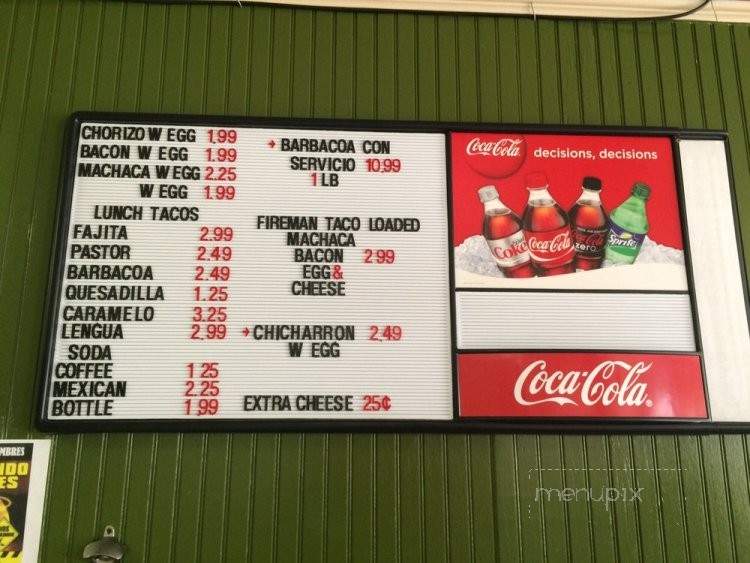 CHORIZO W EGG 1.99
BACON W EGG 1.99
MACHACA W EGG 2.25
W EGG 1.99
LUNCH TACOS
FAJITA 2.99
PASTOR 2.49
BARBACOA 2.49
QUESADILLA 1.25
CARAMELO 3.25
LENGUA 2.99
SODA
COFFEE 1 25
MEXICAN 2.25
BOTTLE 1.99
BARBACOA CON
SERVICIO 10.99
1 LB
FIREMAN TACO LOADED
MACHACA
BACON 2 99
EGG &
CHEESE
CHICHARRON 2.49
W EGG
EXTRA CHEESE 25¢
Coca-Cola decisions, decisions
Coke Coca-Cola zero Sprite
Coca-Cola
MBRES
NDO
ES
menupix